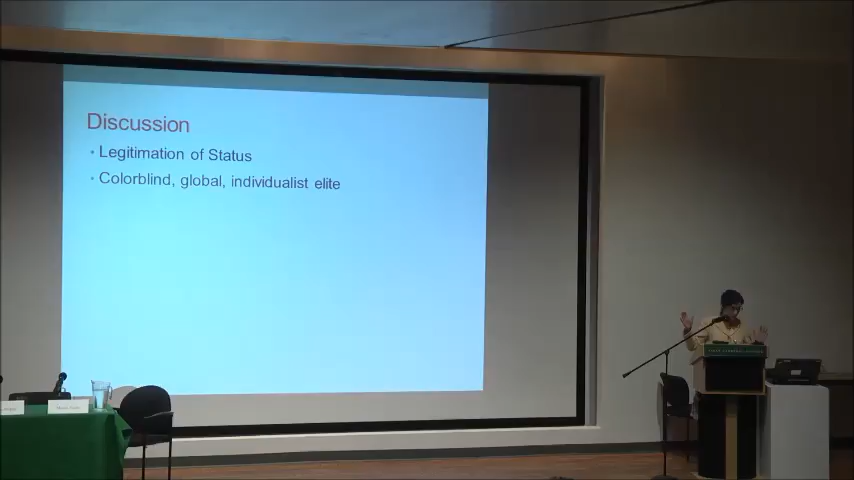 Discussion
• Legitimation of Status
• Colorblind, global, individualist elite